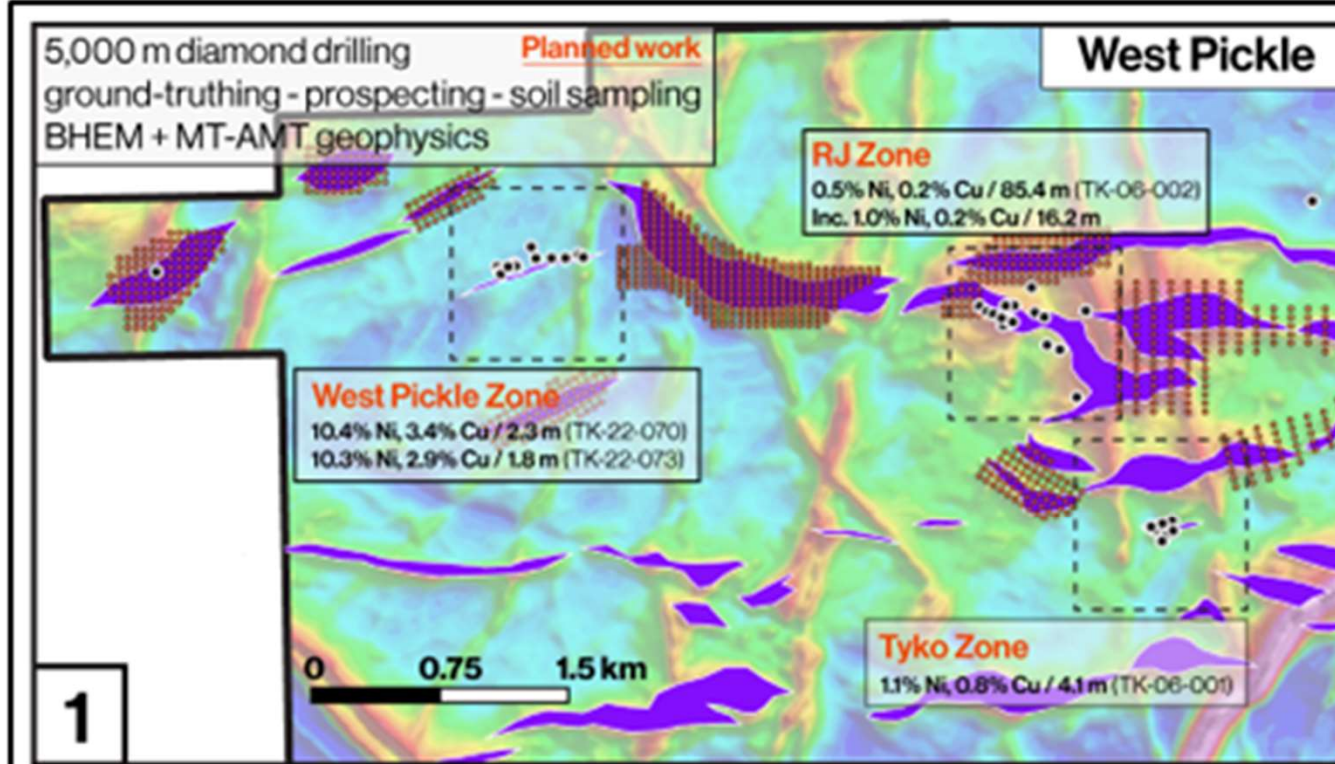 5,000 m diamond drilling Planned work
ground-truthing - prospecting - soil sampling
BHEM + MT-AMT geophysics
West Pickle
RJ Zone
0.5% Ni, 0.2% Cu / 85.4 m (TK-06-002)
Inc. 1.0% Ni, 0.2% Cu / 16.2 m
West Pickle Zone
10.4% Ni, 3.4% Cu / 2.3 m (TK-22-070)
10.3% Ni, 2.9% Cu / 1.8 m (TK-22-073)
Tyko Zone
1.1% Ni, 0.8% Cu / 4.1 m (TK-06-001)
0 0.75 1.5 km
1